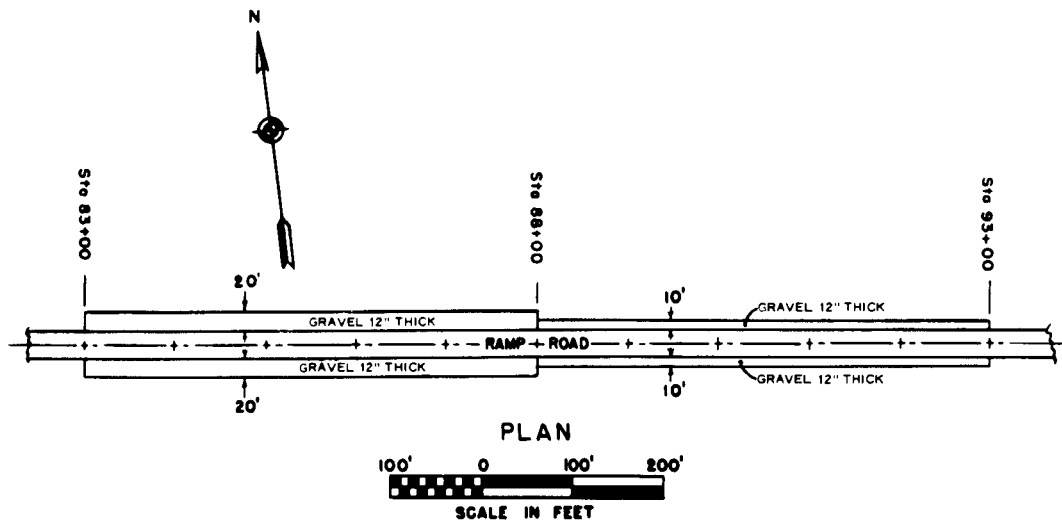 N
Sta 83+00
Sta 88+00
Sta 93+00
20'
10'
GRAVEL 12" THICK
GRAVEL 12" THICK
RAMP ROAD
GRAVEL 12" THICK
GRAVEL 12" THICK
20'
10'
PLAN
100' 0 100' 200'
SCALE IN FEET